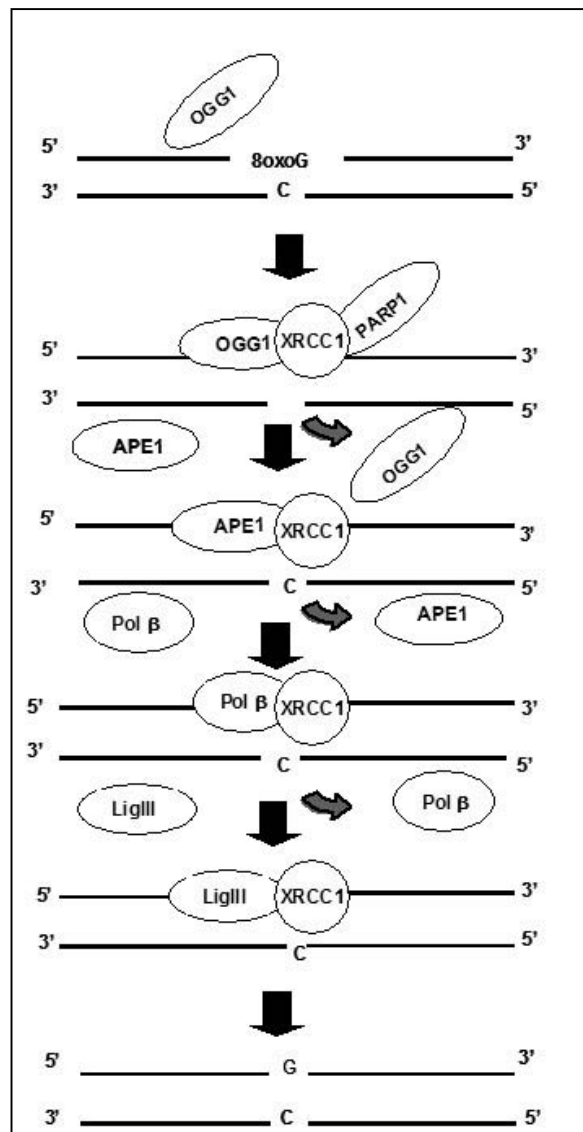 OGG1
5’ 3’
8oxoG
3’ C 5’
PARP1
OGG1 XRCC1
5’ 3’
3’ 5’
APE1 OGG1
5’ APE1 XRCC1 3’
3’ C 5’
Pol β APE1
5’ Pol β XRCC1 3’
3’ C 5’
LigIII Pol β
5’ LigIII XRCC1 3’
3’ C 5’
5’ G 3’
3’ C 5’